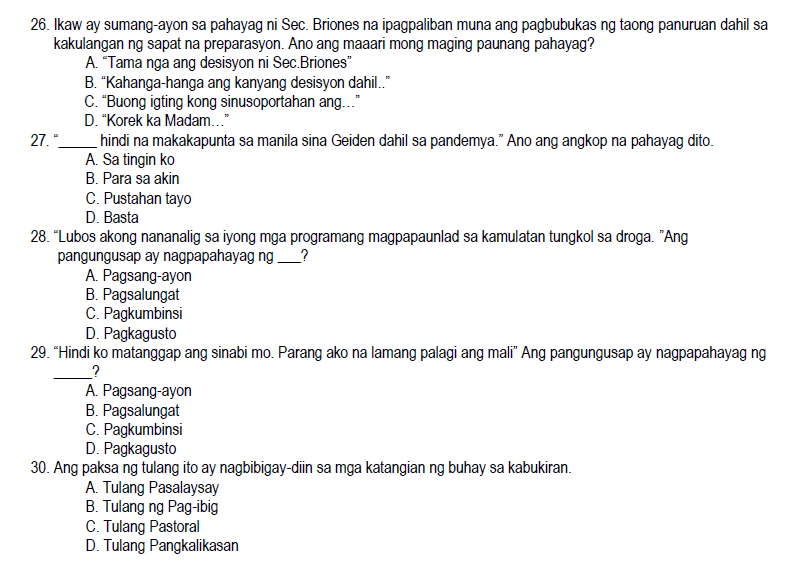 26. Ikaw ay sumang-ayon sa pahayag ni Sec. Briones na ipagpaliban muna ang pagbubukas ng taong panuruan dahil sa
kakulangan ng sapat na preparasyon. Ano ang maaari mong maging paunang pahayag?
A. “Tama nga ang desisyon ni Sec.Briones”
B. “Kahanga-hanga ang kanyang desisyon dahil..”
C. “Buong igting kong sinusoportahan ang…”
D. “Korek ka Madam…”
27. “______ hindi na makakapunta sa manila sina Geiden dahil sa pandemya.” Ano ang angkop na pahayag dito.
A. Sa tingin ko
B. Para sa akin
C. Pustahan tayo
D. Basta
28. “Lubos akong nananalig sa iyong mga programang magpapaunlad sa kamulatan tungkol sa droga. ”Ang
pangungusap ay nagpapahayag ng ___?
A. Pagsang-ayon
B. Pagsalungat
C. Pagkumbinsi
D. Pagkagusto
29. “Hindi ko matanggap ang sinabi mo. Parang ako na lamang palagi ang mali” Ang pangungusap ay nagpapahayag ng
_____?
A. Pagsang-ayon
B. Pagsalungat
C. Pagkumbinsi
D. Pagkagusto
30. Ang paksa ng tulang ito ay nagbibigay-diin sa mga katangian ng buhay sa kabukiran.
A. Tulang Pasalaysay
B. Tulang ng Pag-ibig
C. Tulang Pastoral
D. Tulang Pangkalikasan